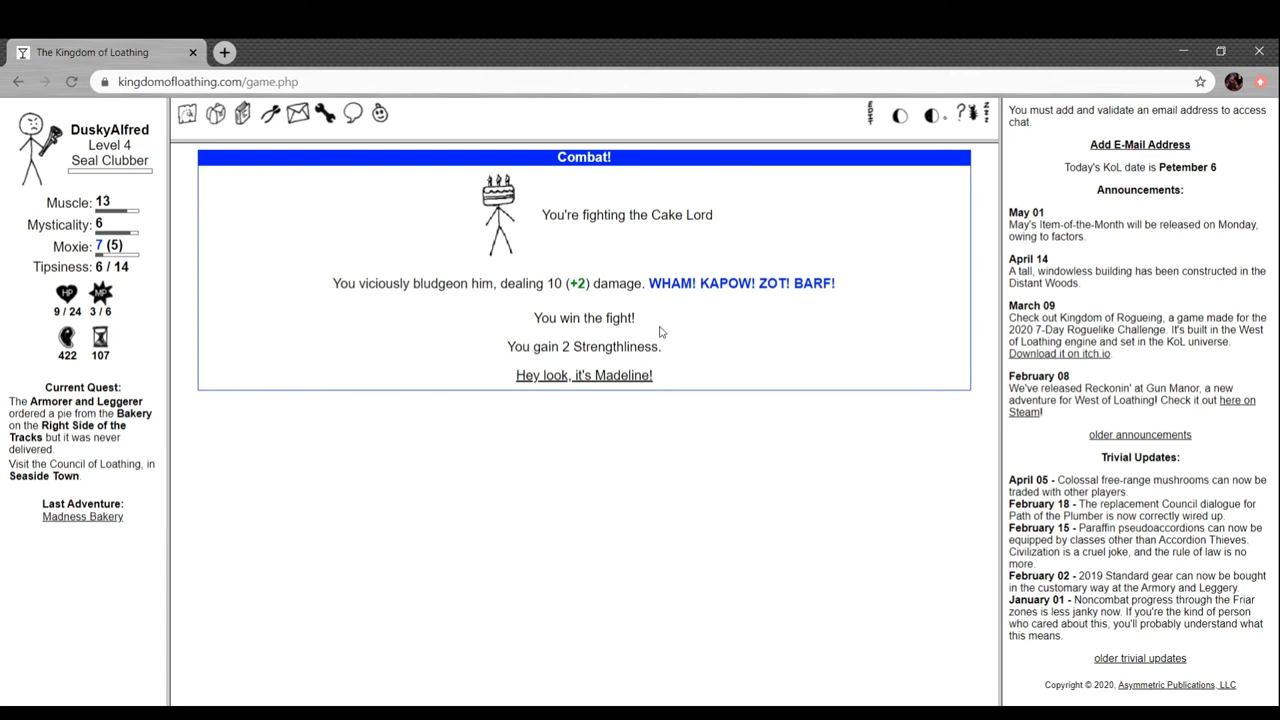 The Kingdom of Loathing
kingdomofloathing.com/game.php
DuskyAlfred
Level 4
Seal Clubber
Muscle: 13
Mysticality: 6
Moxie: 7 (5)
Tipsiness: 6 / 14
HP MP
9 / 24 3 / 6
422 107
Current Quest:
The Armorer and Leggerer
ordered a pie from the Bakery
on the Right Side of the
Tracks but it was never
delivered.
Visit the Council of Loathing, in
Seaside Town.
Last Adventure:
Madness Bakery
Combat!
You're fighting the Cake Lord
You viciously bludgeon him, dealing 10 (+2) damage. WHAM! KAPOW! ZOT! BARF!
You win the fight!
You gain 2 Strengthliness.
Hey look, it's Madeline!
You must add and validate an email address to access
chat.
Add E-Mail Address
Today's KoL date is Petember 6
Announcements:
May 01
May's Item-of-the-Month will be released on Monday,
owing to factors.
April 14
A tall, windowless building has been constructed in the
Distant Woods.
March 09
Check out Kingdom of Rogueing, a game made for the
2020 7-Day Roguelike Challenge. It's built in the West
of Loathing engine and set in the KoL universe.
Download it on itch.io.
February 08
We've released Reckonin' at Gun Manor, a new
adventure for West of Loathing! Check it out here on
Steam!
older announcements
Trivial Updates:
April 05 - Colossal free-range mushrooms can now be
traded with other players.
February 18 - The replacement Council dialogue for
Path of the Plumber is now correctly wired up.
February 15 - Paraffin pseudoaccordions can now be
equipped by classes other than Accordion Thieves.
Civilization is a cruel joke, and the rule of law is no
more.
February 02 - 2019 Standard gear can now be bought
in the customary way at the Armory and Leggery.
January 01 - Noncombat progress through the Friar
zones is less janky now. If you're the kind of person
who cared about this, you'll probably understand what
this means.
older trivial updates
Copyright © 2020, Asymmetric Publications, LLC